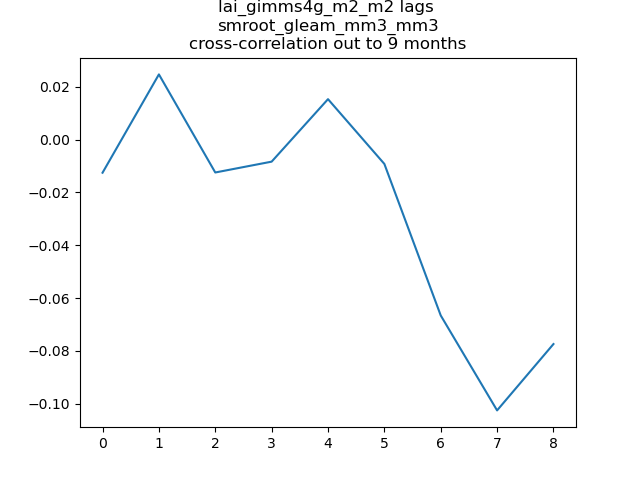 lai_gimms4g_m2_m2 lags
smroot_gleam_mm3_mm3
cross-correlation out to 9 months
0.02
0.00
−0.02
−0.04
−0.06
−0.08
−0.10
0 1 2 3 4 5 6 7 8